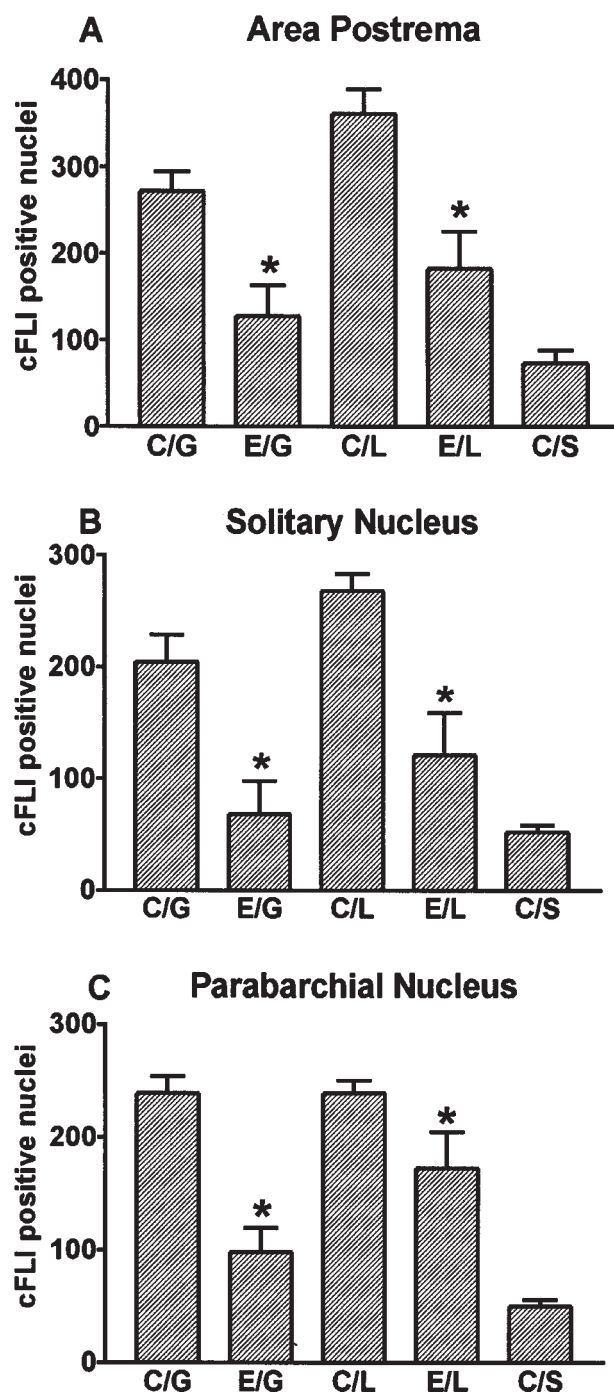 A Area Postrema
cFLI positive nuclei
400
300
200
100
0
* *
C/G E/G C/L E/L C/S
B Solitary Nucleus
cFLI positive nuclei
300
200
100
0
* *
C/G E/G C/L E/L C/S
C Parabarchial Nucleus
cFLI positive nuclei
300
200
100
0
* *
C/G E/G C/L E/L C/S